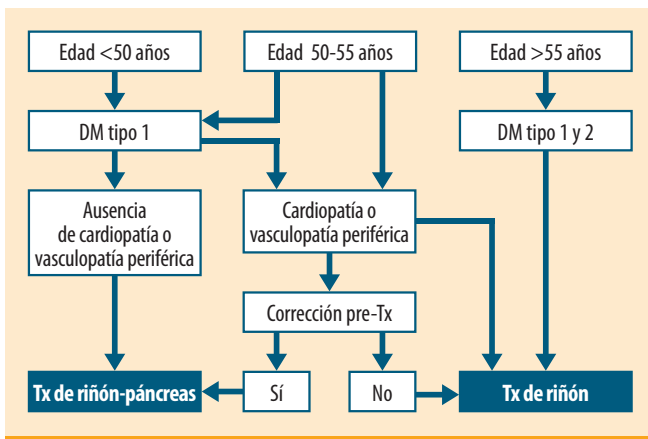 Edad <50 años
Edad 50-55 años
Edad >55 años
DM tipo 1
DM tipo 1 y 2
Ausencia
de cardiopatía o
vasculopatía periférica
Cardiopatía o
vasculopatía periférica
Corrección pre-Tx
Tx de riñón-páncreas
Sí
No
Tx de riñón